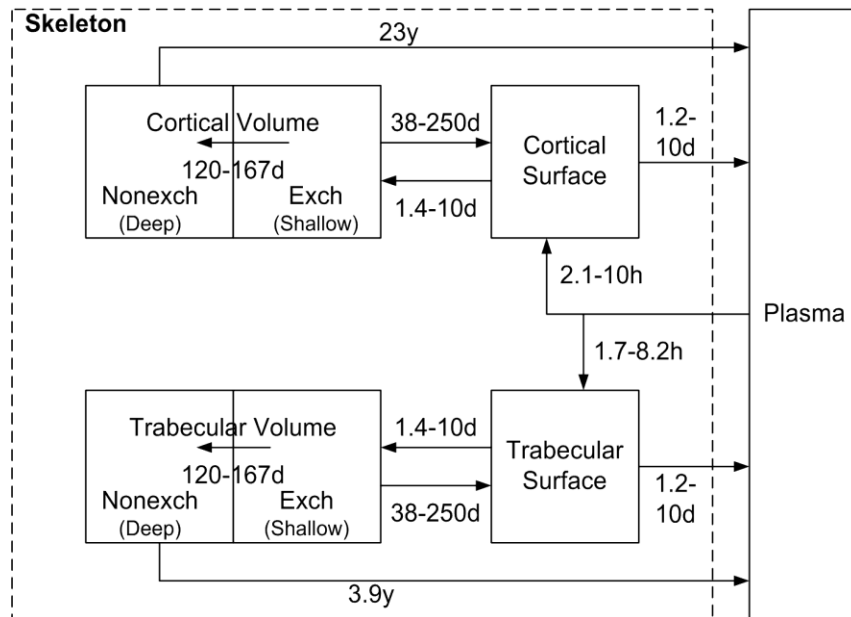 Skeleton
23y
Cortical Volume
120-167d
Nonexch
(Deep)
Exch
(Shallow)
38-250d
1.4-10d
Cortical
Surface
1.2-
10d
2.1-10h
Plasma
1.7-8.2h
Trabecular Volume
120-167d
Nonexch
(Deep)
Exch
(Shallow)
1.4-10d
38-250d
Trabecular
Surface
1.2-
10d
3.9y